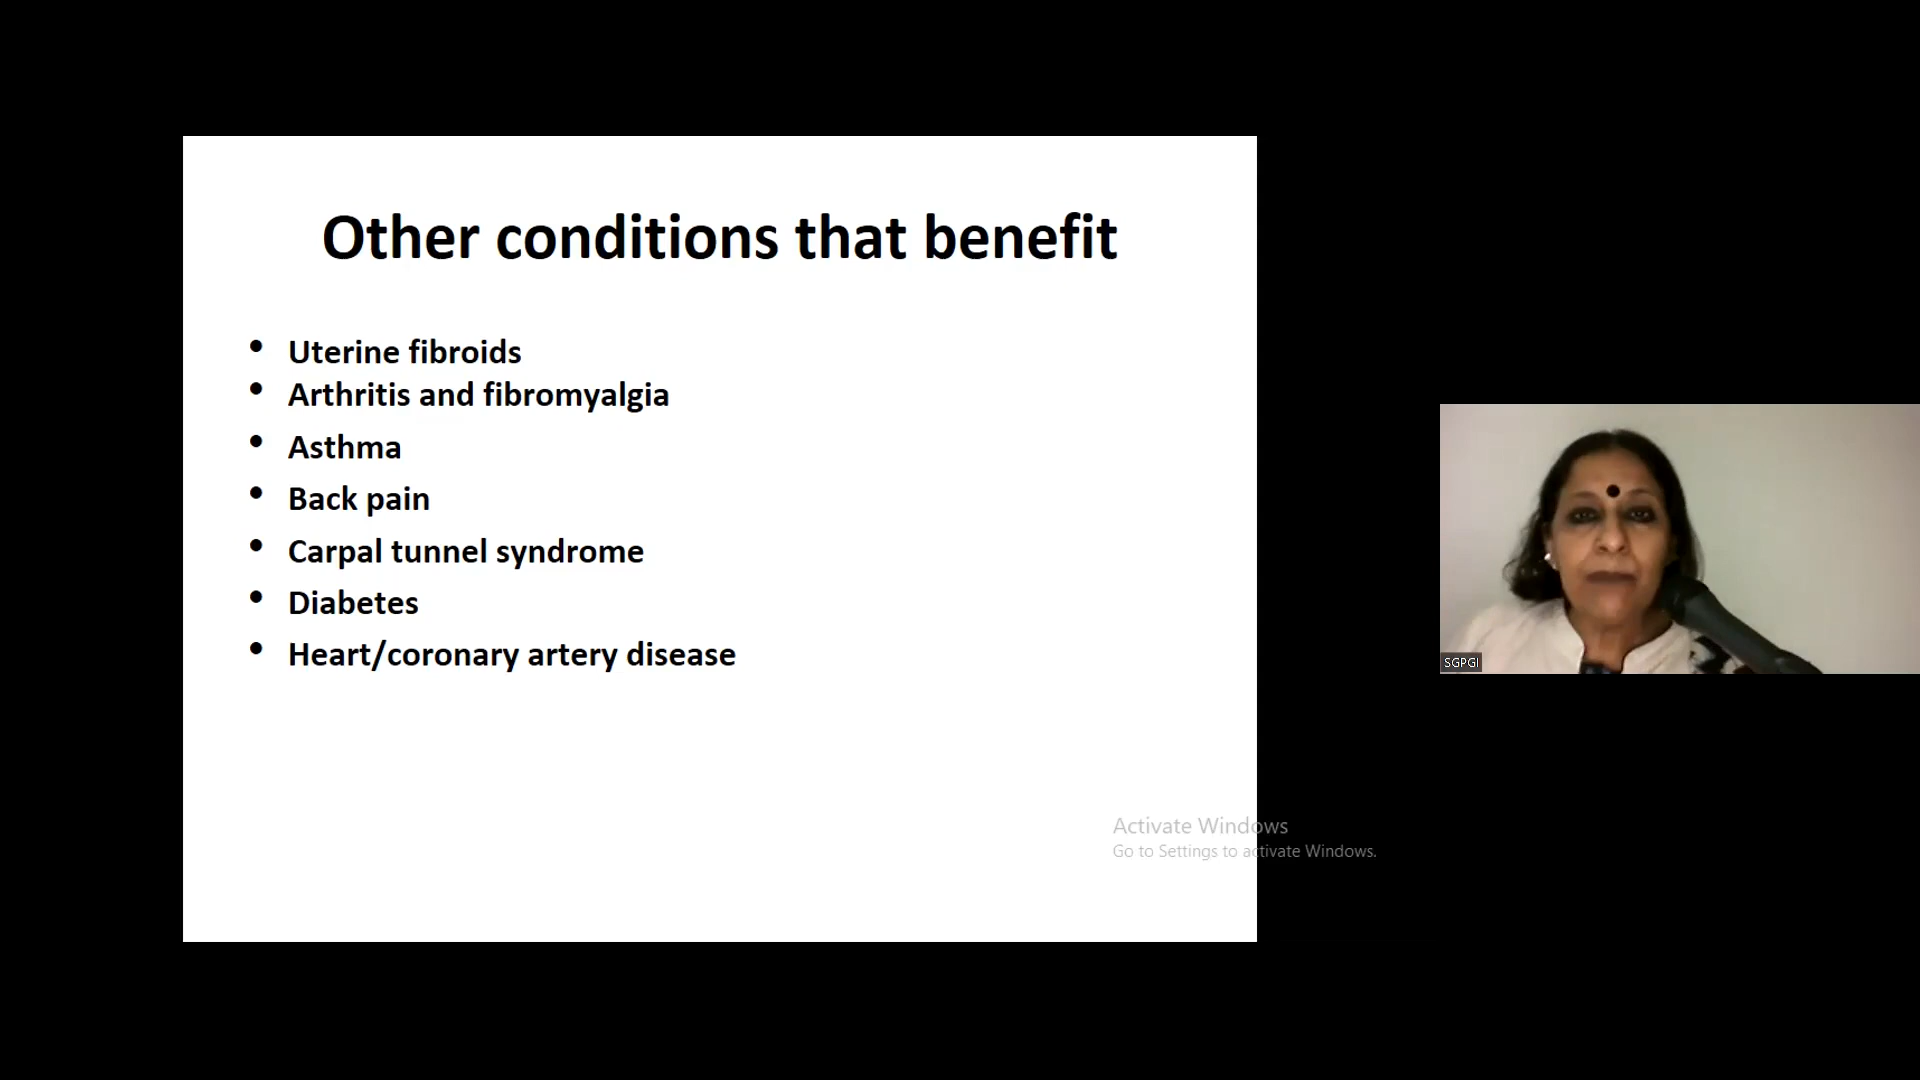 Other conditions that benefit
• Uterine fibroids
• Arthritis and fibromyalgia
• Asthma
• Back pain
• Carpal tunnel syndrome
• Diabetes
• Heart/coronary artery disease
SGPGI
Activate Windows
Go to Settings to activate Windows.